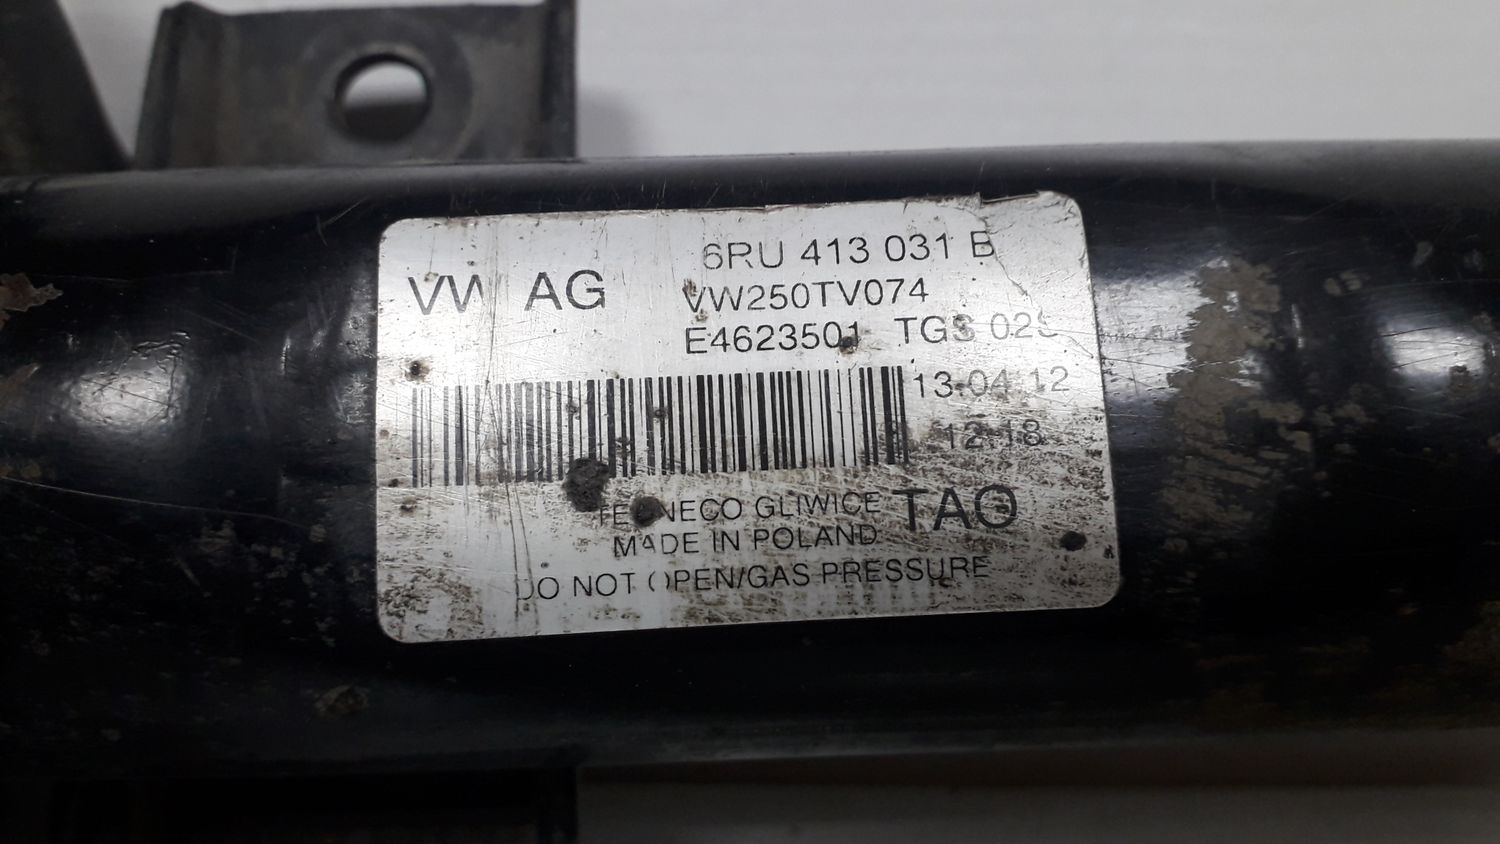 6RU 413 031 B
VW AG
VW250TV074
E4623501 TGS
13.04.12
12:18
TENNECO GLIWICE TAO
MADE IN POLAND
DO NOT OPEN/GAS PRESSURE